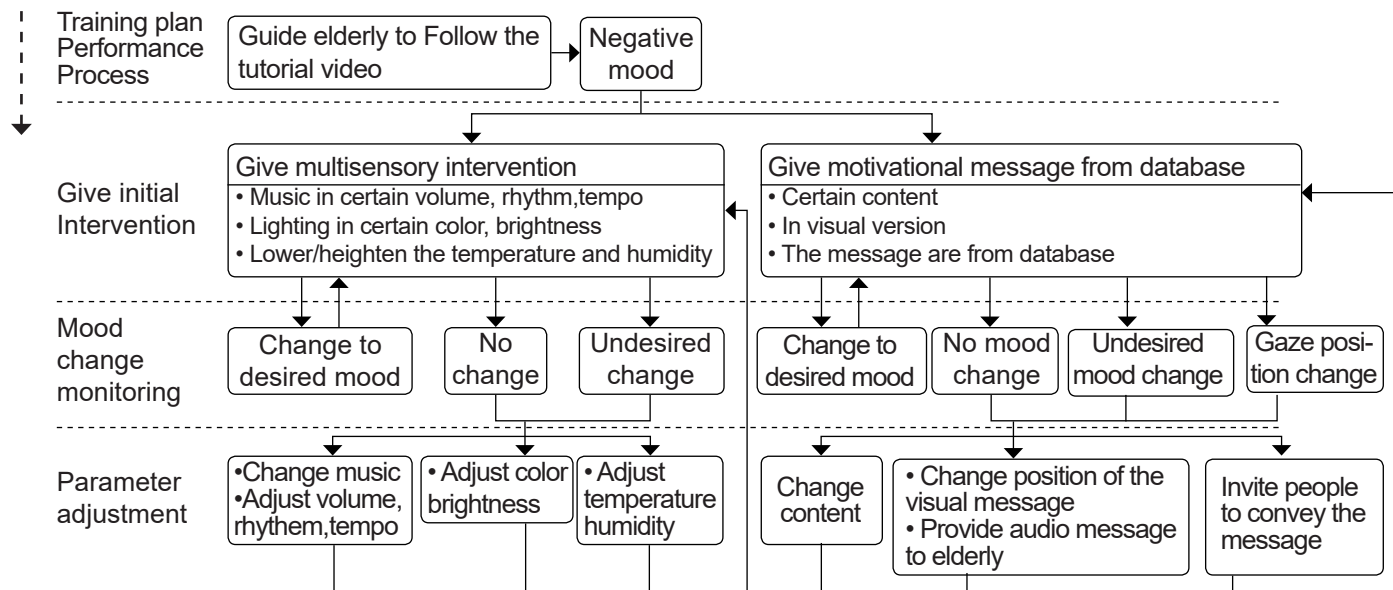 Training plan
Performance
Process
Guide elderly to Follow the
tutorial video
Negative
mood
Give initial
Intervention
Give multisensory intervention
• Music in certain volume, rhythm,tempo
• Lighting in certain color, brightness
• Lower/heighten the temperature and humidity
Give motivational message from database
• Certain content
• In visual version
• The message are from database
Mood
change
monitoring
Change to
desired mood
No
change
Undesired
change
Change to
desired mood
No mood
change
Undesired
mood change
Gaze posi-
tion change
Parameter
adjustment
•Change music
•Adjust volume,
rhythem,tempo
• Adjust color
brightness
• Adjust
temperature
humidity
Change
content
• Change position of the
visual message
• Provide audio message
to elderly
Invite people
to convey the
message